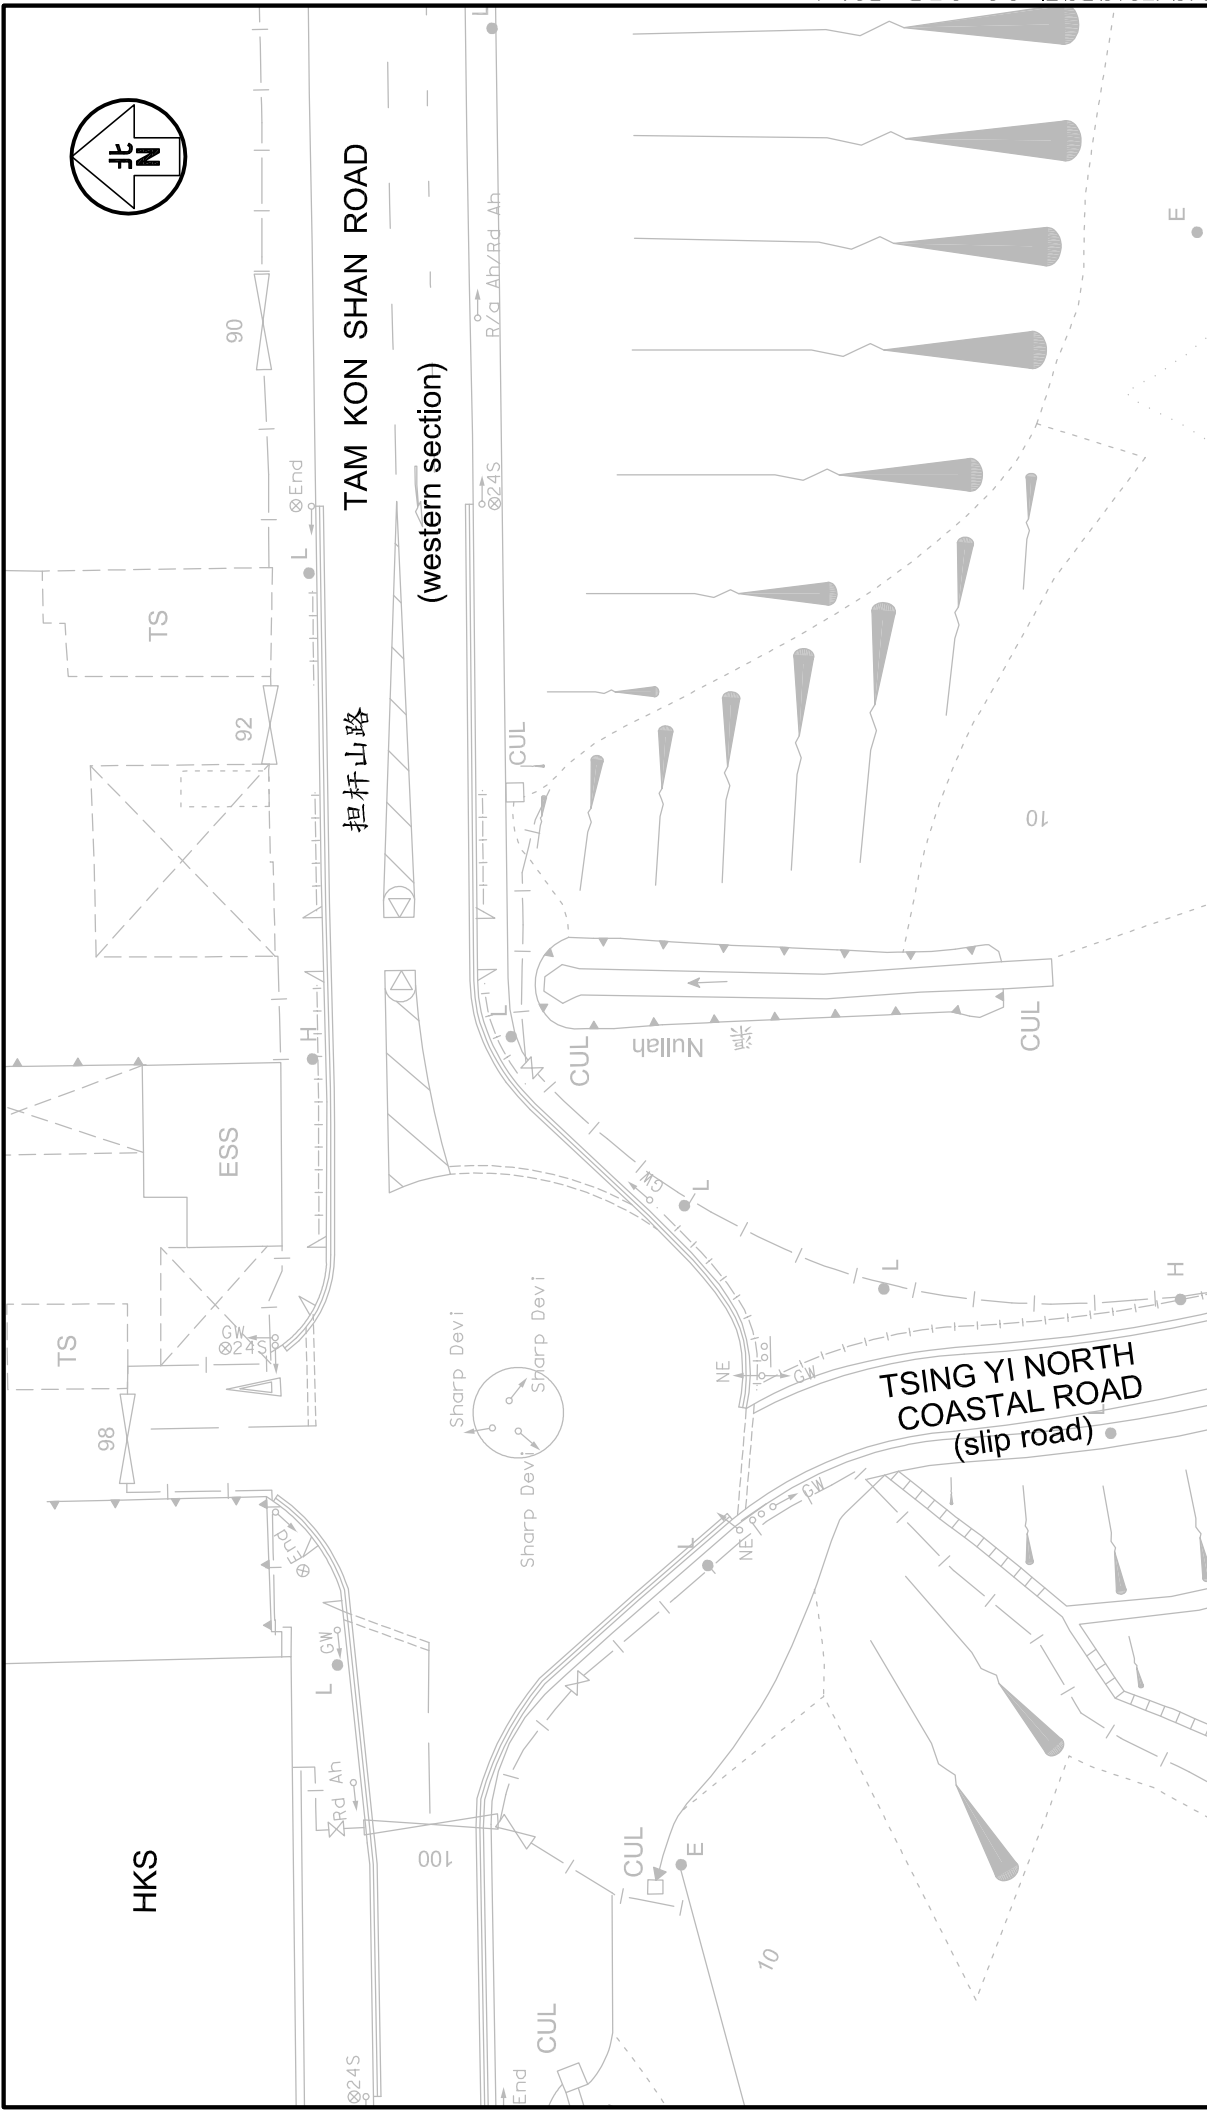 北
N
TAM KON SHAN ROAD
(western section)
担杆山路
TSING YI NORTH
COASTAL ROAD
(slip road)
HKS
90
R/a Ah/Rd Ah
E
L
End
L
24S
TS
92
CUL
10
H
L
CUL
Nullah
渠
CUL
ESS
GW
L
L
H
TS
GW
24S
98
Sharp Devi
Sharp Devi
Sharp Devi
NE
GW
L
End
NE
GW
L
GW
L
Rd Ah
100
CUL
E
10
CUL
24S
End